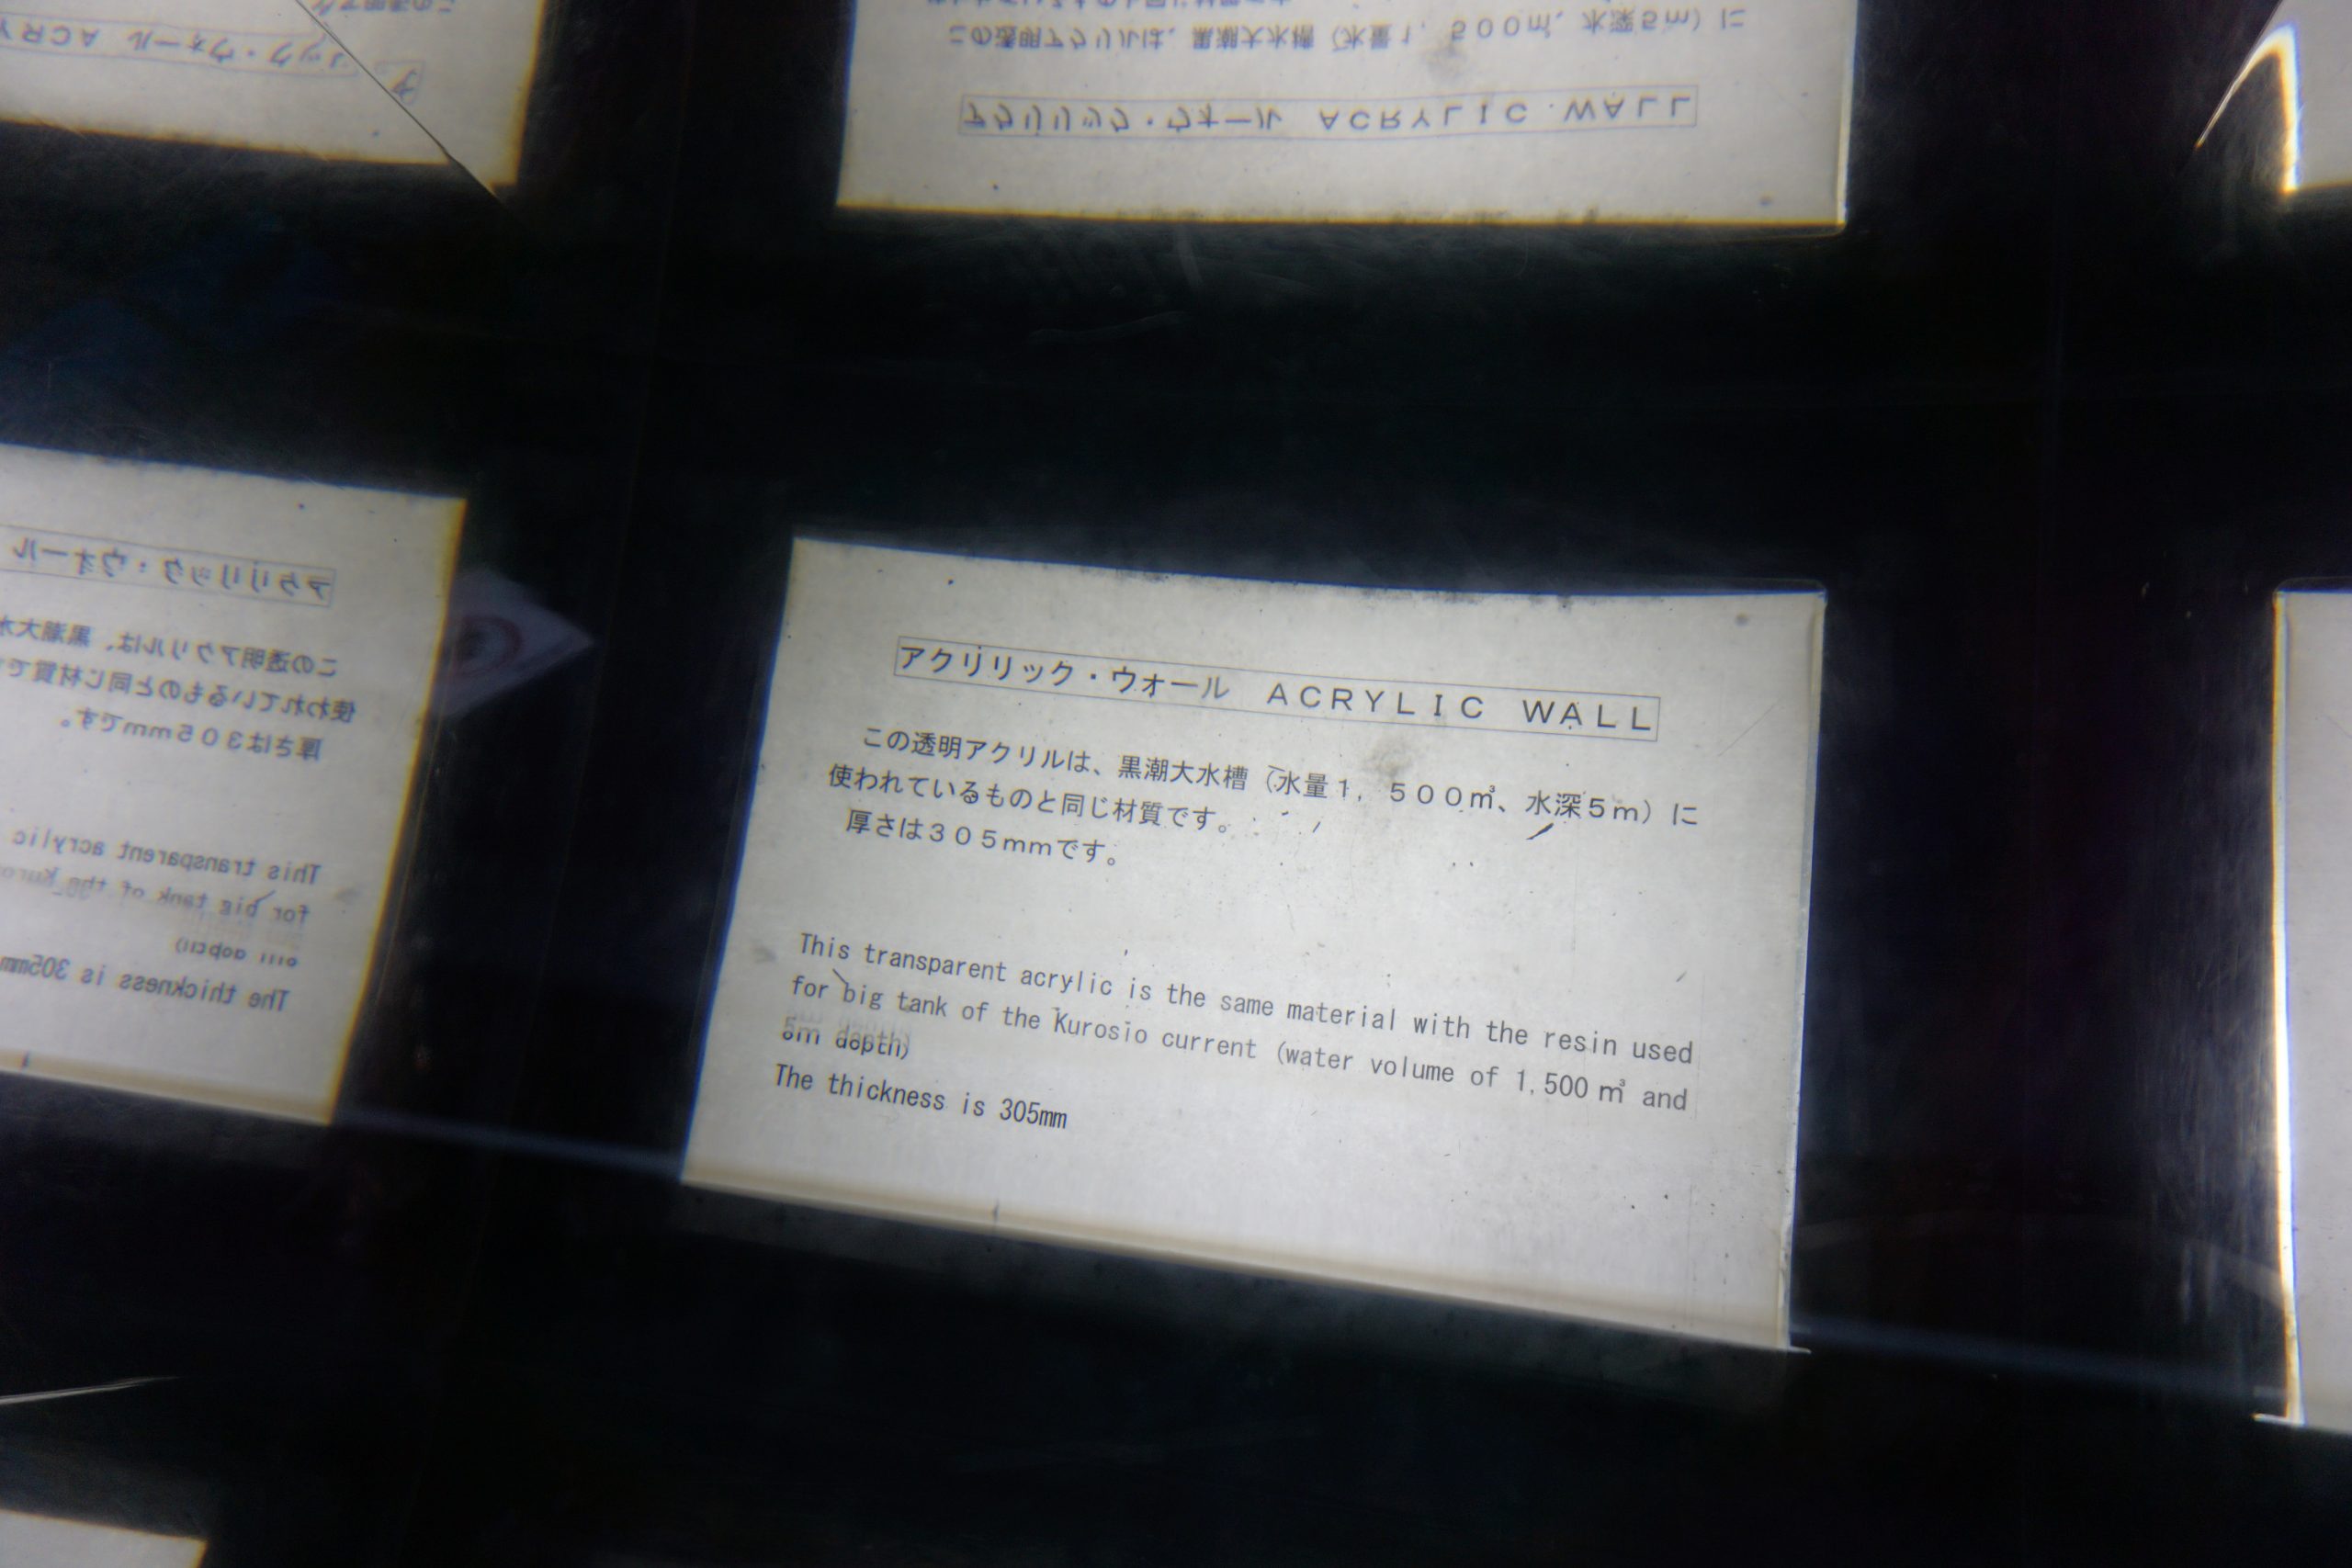 アクリリック・ウォール　ＡＣＲＹＬＩＣ　ＷＡＬＬ
この透明アクリルは、黒潮大水槽（水量１，５００㎥、水深５ｍ）に
使われているものと同じ材質です。
厚さは３０５ｍｍです。
This transparent acrylic is the same material with the resin used
for big tank of the Kurosio current (water volume of 1,500 ㎥ and
5m depth)
The thickness is 305mm